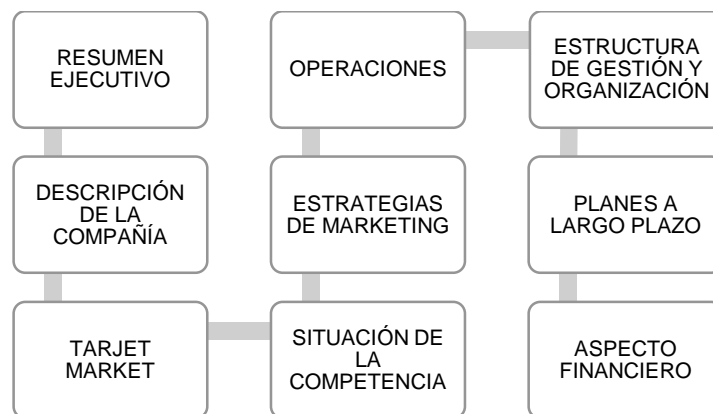 RESUMEN
EJECUTIVO
DESCRIPCIÓN
DE LA
COMPAÑÍA
TARJET
MARKET
SITUACIÓN DE
LA
COMPETENCIA
ESTRATEGIAS
DE MARKETING
OPERACIONES
ESTRUCTURA
DE GESTIÓN Y
ORGANIZACIÓN
PLANES A
LARGO PLAZO
ASPECTO
FINANCIERO